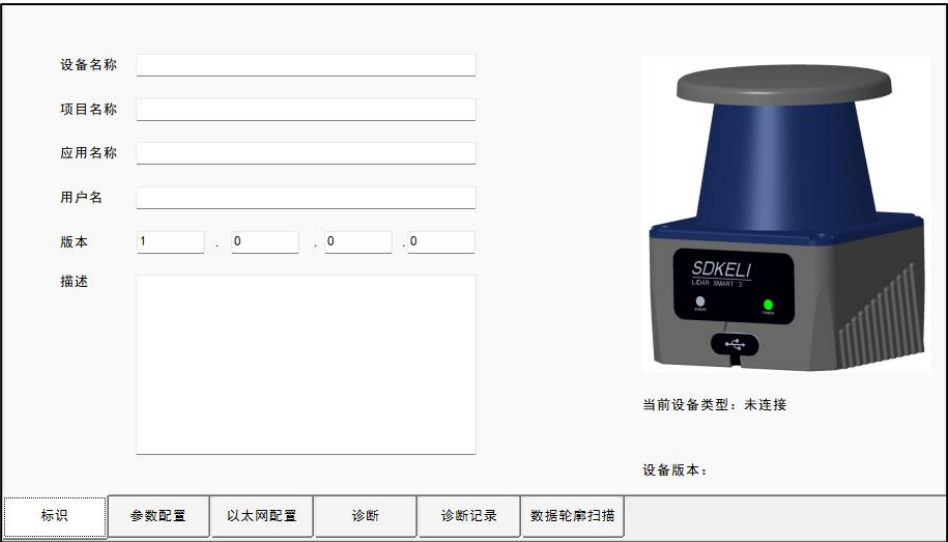 设备名称
项目名称
应用名称
用户名
版本 1 . 0 . 0 . 0
描述
SDKELI
LIDAR SMART 3
POWER
当前设备类型：未连接
设备版本：
标识 参数配置 以太网配置 诊断 诊断记录 数据轮廓扫描